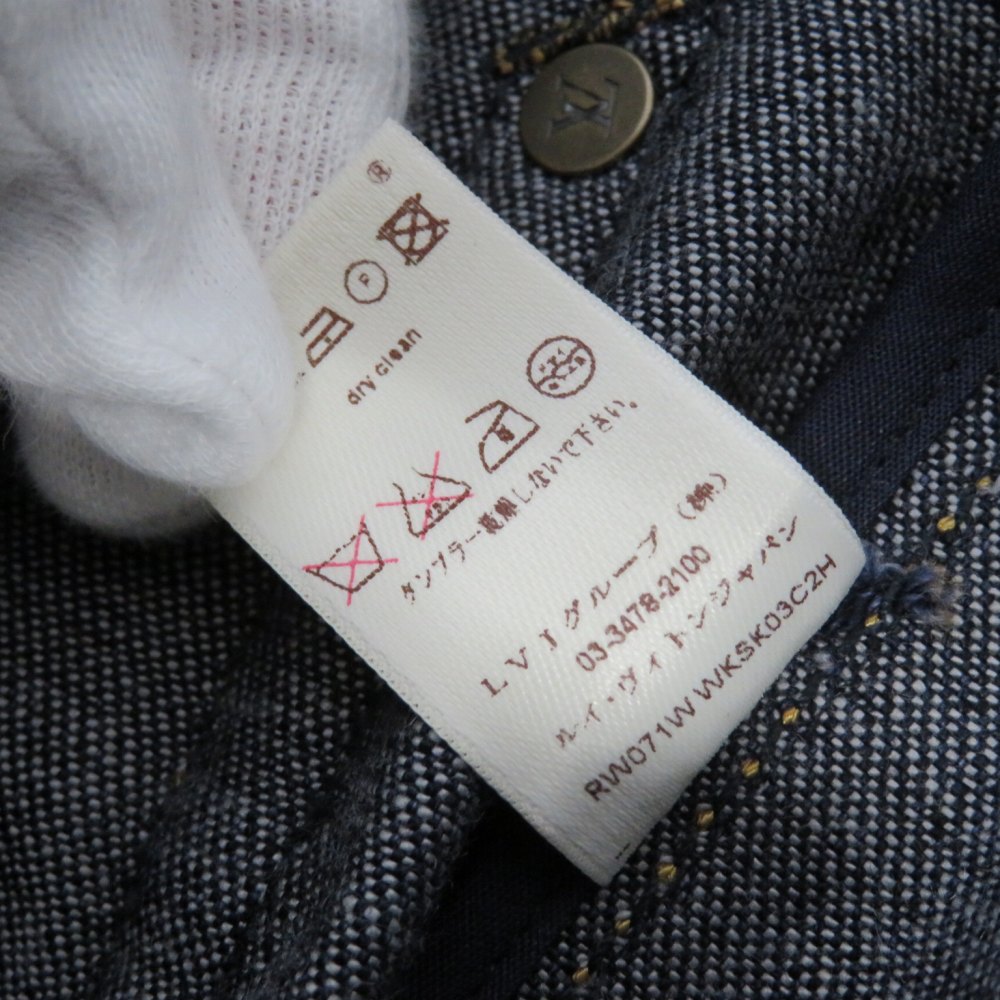 LV
®
P
dry clean
タンブラー乾燥しないで下さい。
LVJグループ (株)
03-3478-2100
ルイ・ヴィトンジャパン
RW071W WKSK03C2H